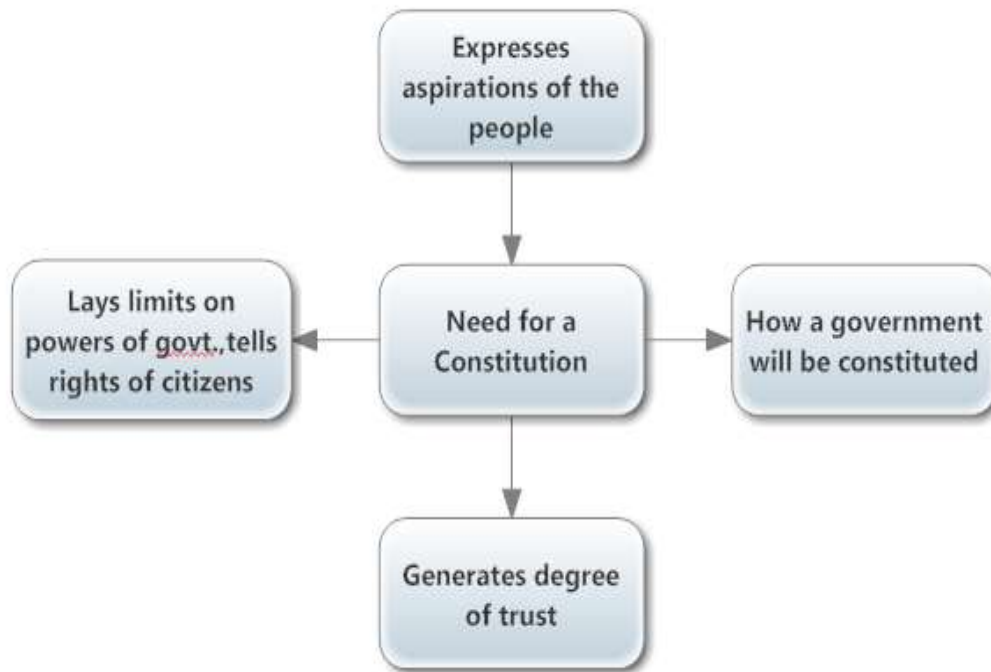 Expresses
aspirations of the
people
Lays limits on
powers of govt.,tells
rights of citizens
Need for a
Constitution
How a government
will be constituted
Generates degree
of trust